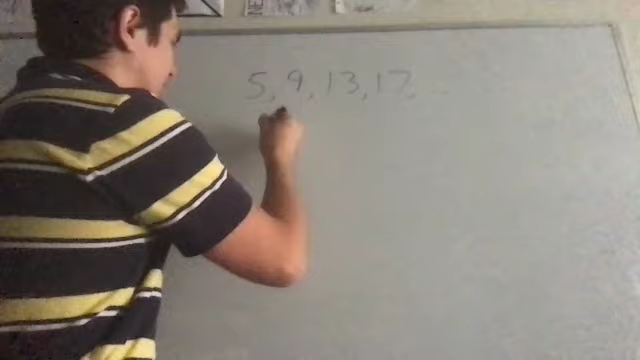 5, 9, 13, 17, ...